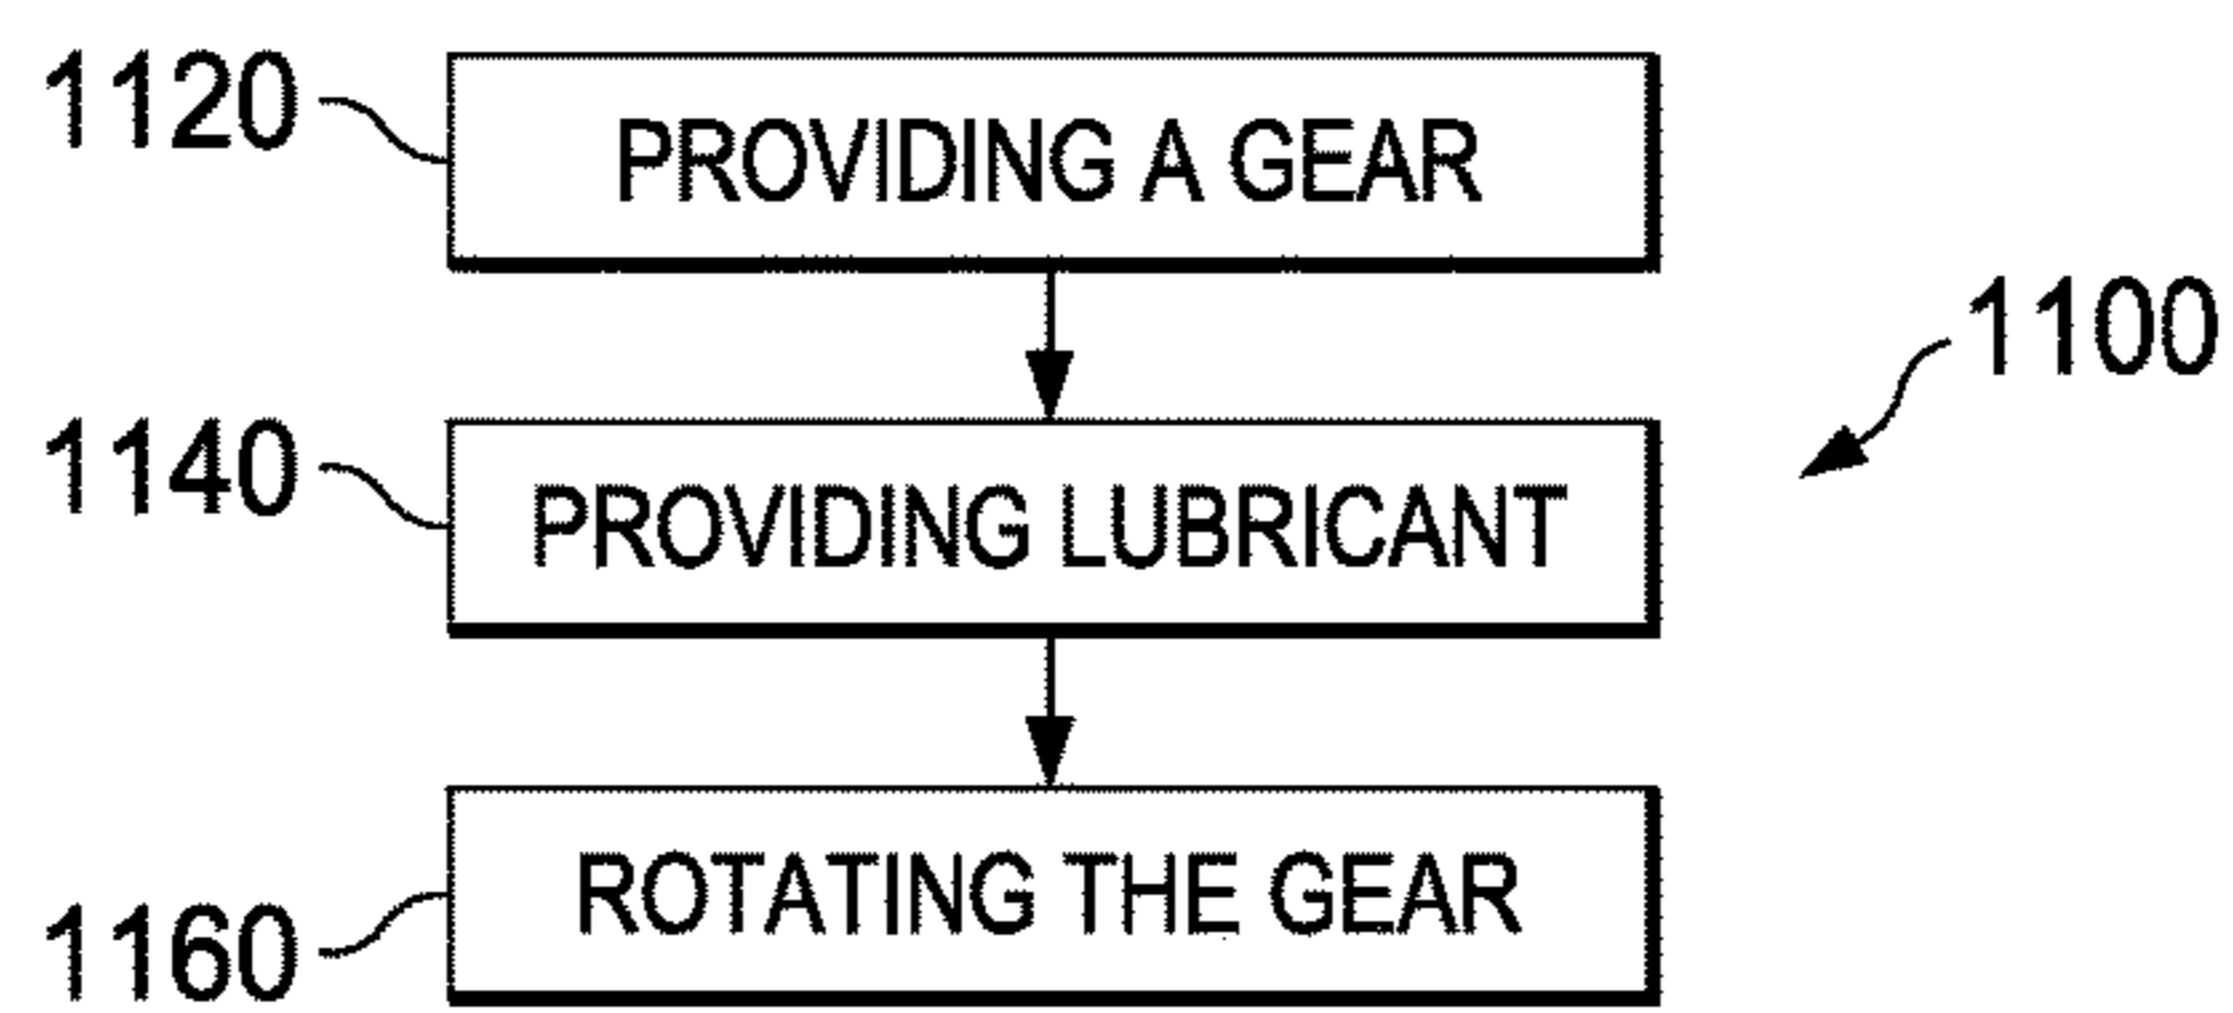 1120
PROVIDING A GEAR
1100
1140
PROVIDING LUBRICANT
1160
ROTATING THE GEAR